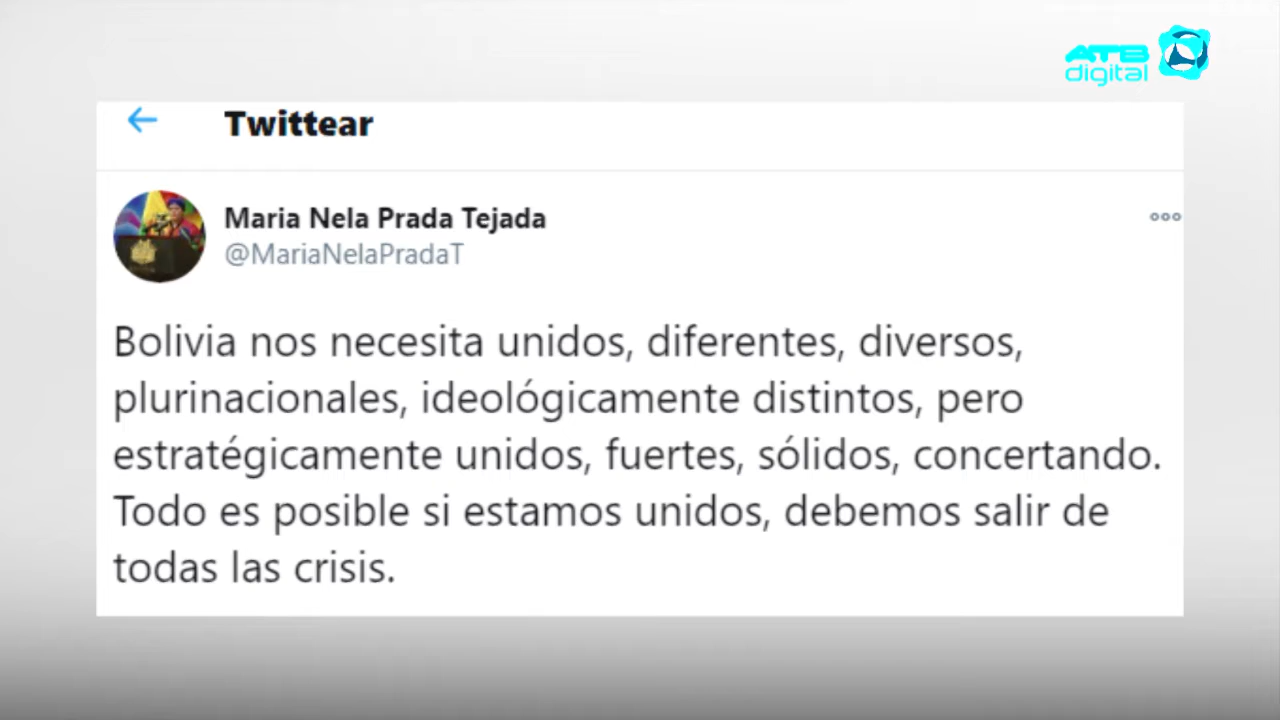 ATB
digital
Twittear
Maria Nela Prada Tejada
@MariaNelaPradaT
Bolivia nos necesita unidos, diferentes, diversos,
plurinacionales, ideológicamente distintos, pero
estratégicamente unidos, fuertes, sólidos, concertando.
Todo es posible si estamos unidos, debemos salir de
todas las crisis.